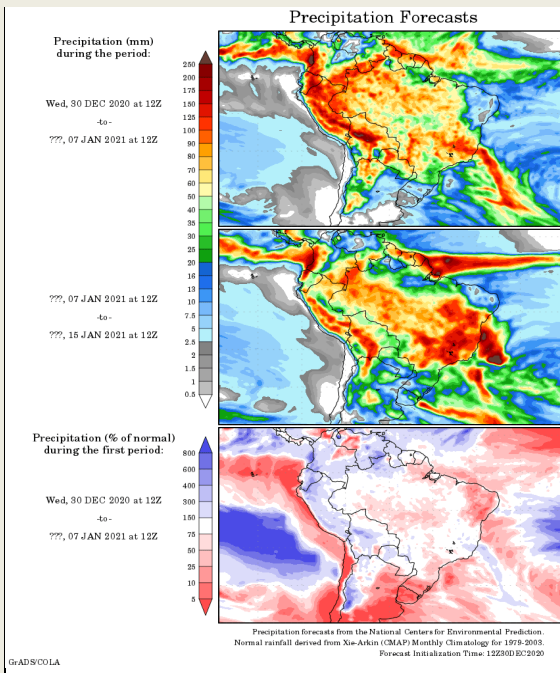 Precipitation Forecasts
Precipitation (mm)
during the period:
Wed, 30 DEC 2020 at 12Z
-to-
???, 07 JAN 2021 at 12Z
250
200
175
150
125
100
90
80
70
60
50
40
35
30
25
20
16
13
10
7.5
5
2.5
2
1.5
1
0.5
???, 07 JAN 2021 at 12Z
-to-
???, 15 JAN 2021 at 12Z
Precipitation (% of normal)
during the first period:
Wed, 30 DEC 2020 at 12Z
-to-
???, 07 JAN 2021 at 12Z
800
600
400
300
150
75
50
25
10
5
Precipitation forecasts from the National Centers for Environmental Prediction.
Normal rainfall derived from Xie-Arkin (CMAP) Monthly Climatology for 1979-2003.
Forecast Initialization Time: 12Z30DEC2020
GrADS/COLA